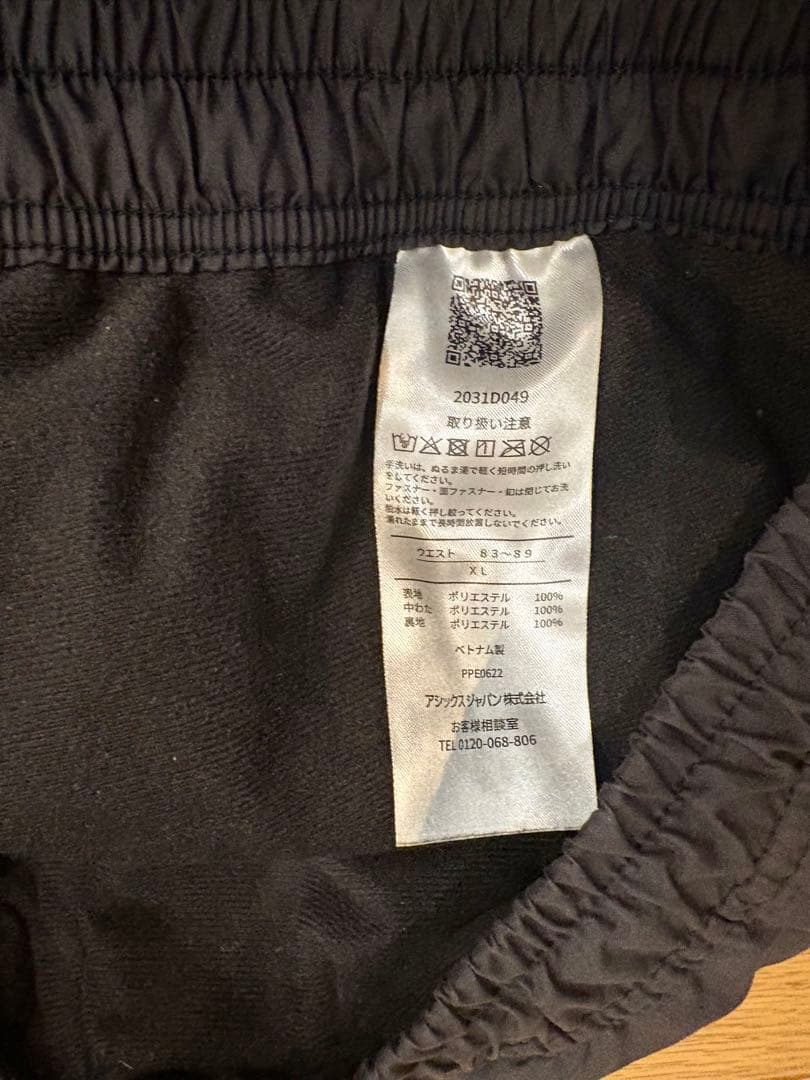 2031D049
取り扱い注意
手洗いは、ぬるま湯で軽く短時間の押し洗い
をしてください。
ファスナー・面ファスナー・釦は閉じてお洗
いください。
脱水は軽く押し絞ってください。
濡れたままで長時間放置しないでください。
ウエスト 83〜89
XL
表地 ポリエステル 100%
中わた ポリエステル 100%
裏地 ポリエステル 100%
ベトナム製
PPE0622
アシックスジャパン株式会社
お客様相談室
TEL 0120-068-806